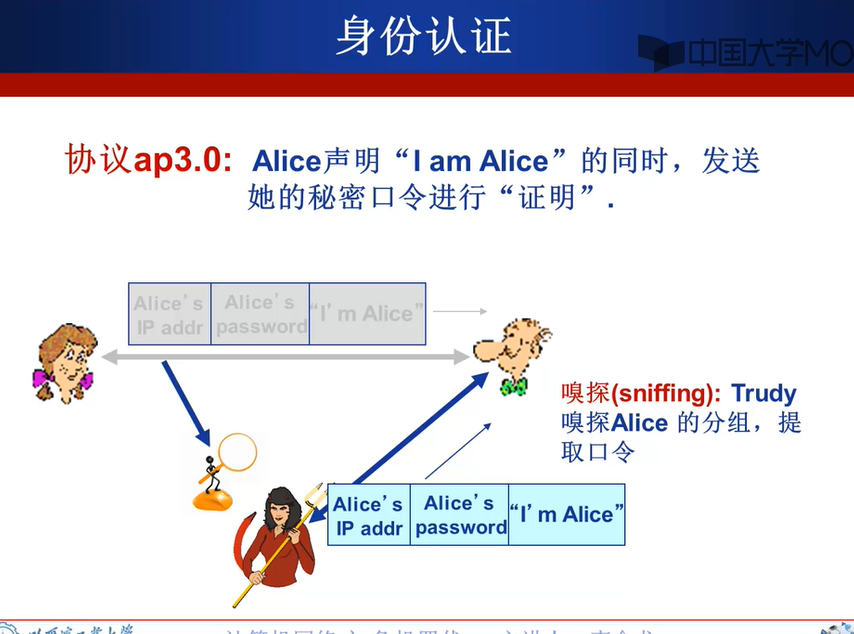 身份认证
中国大学MO
协议ap3.0: Alice声明“I am Alice”的同时，发送
她的秘密口令进行“证明”.
Alice’s
IP addr
Alice’s
password
“I’m Alice”
嗅探(sniffing): Trudy
嗅探Alice 的分组，提
取口令
Alice’s
IP addr
Alice’s
password
“I’m Alice”